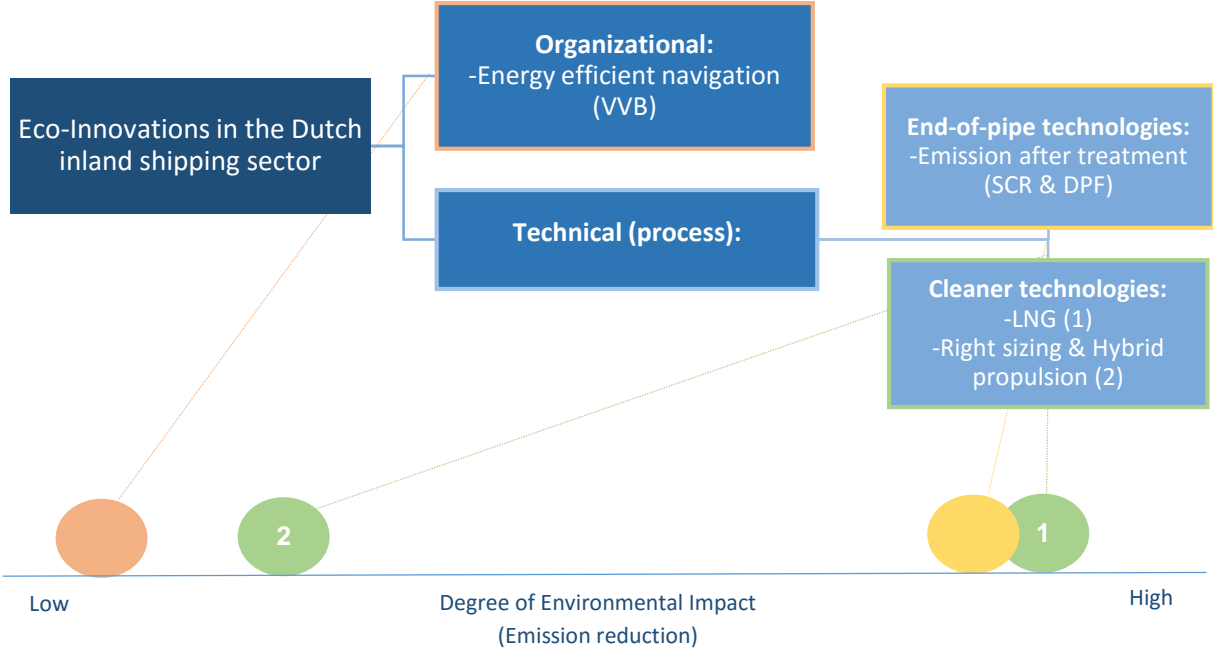 Organizational:
-Energy efficient navigation
(VVB)
Eco-Innovations in the Dutch
inland shipping sector
End-of-pipe technologies:
-Emission after treatment
(SCR & DPF)
Technical (process):
Cleaner technologies:
-LNG (1)
-Right sizing & Hybrid
propulsion (2)
2
1
Low
Degree of Environmental Impact
(Emission reduction)
High